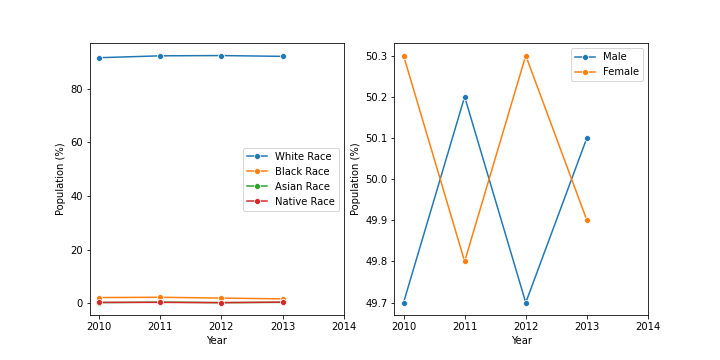 Population (%)
80
60
40
20
0
2010 2011 2012 2013 2014
Year
White Race
Black Race
Asian Race
Native Race
Population (%)
50.3
50.2
50.1
50.0
49.9
49.8
49.7
2010 2011 2012 2013 2014
Year
Male
Female